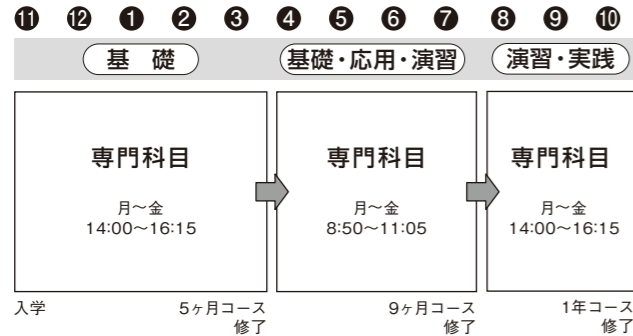 ⓫ ⓬ ❶ ❷ ❸ ❹ ❺ ❻ ❼ ❽ ❾ ❿
基 礎
基礎・応用・演習
演習・実践
専門科目
月〜金
14:00〜16:15
専門科目
月〜金
8:50〜11:05
専門科目
月〜金
14:00〜16:15
入学
5ヶ月コース
修了
9ヶ月コース
修了
1年コース
修了